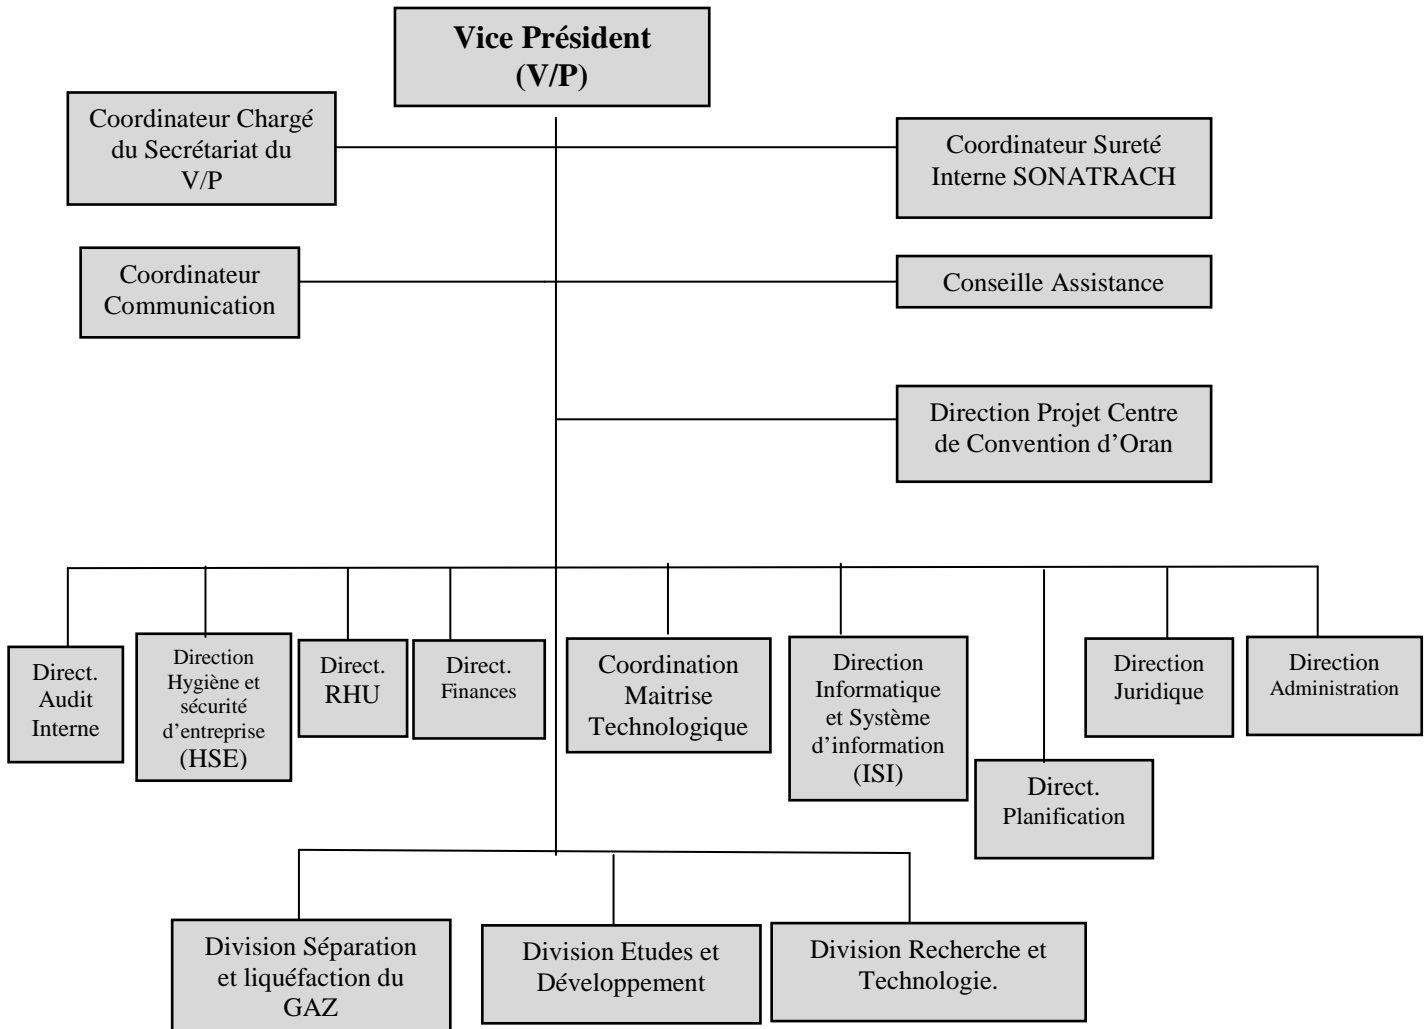 Vice Président
(V/P)
Coordinateur Chargé
du Secrétariat du
V/P
Coordinateur Sureté
Interne SONATRACH
Coordinateur
Communication
Conseille Assistance
Direction Projet Centre
de Convention d’Oran
Direct.
Audit
Interne
Direction
Hygiène et
sécurité
d’entreprise
(HSE)
Direct.
RHU
Direct.
Finances
Coordination
Maitrise
Technologique
Direction
Informatique
et Système
d’information
(ISI)
Direct.
Planification
Direction
Juridique
Direction
Administration
Division Séparation
et liquéfaction du
GAZ
Division Etudes et
Développement
Division Recherche et
Technologie.